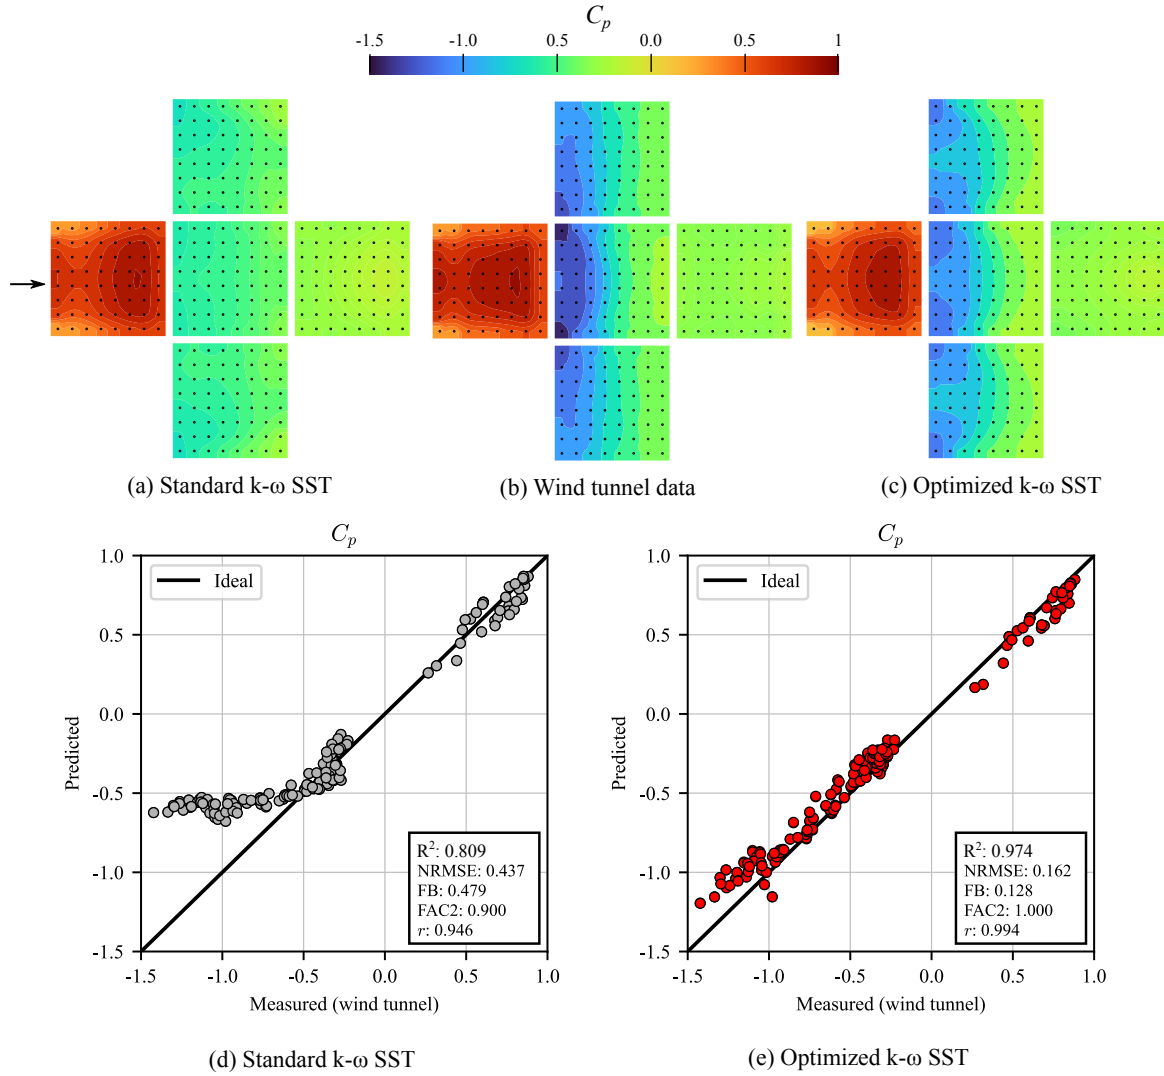 C_p
-1.5 -1.0 0.5 0.0 0.5 1
(a) Standard k-ω SST
(b) Wind tunnel data
(c) Optimized k-ω SST
C_p
1.0
0.5
0.0
-0.5
-1.0
-1.5
Predicted
Ideal
R²: 0.809
NRMSE: 0.437
FB: 0.479
FAC2: 0.900
r: 0.946
-1.5 -1.0 -0.5 0.0 0.5 1.0
Measured (wind tunnel)
(d) Standard k-ω SST
C_p
1.0
0.5
0.0
-0.5
-1.0
-1.5
Predicted
Ideal
R²: 0.974
NRMSE: 0.162
FB: 0.128
FAC2: 1.000
r: 0.994
-1.5 -1.0 -0.5 0.0 0.5 1.0
Measured (wind tunnel)
(e) Optimized k-ω SST